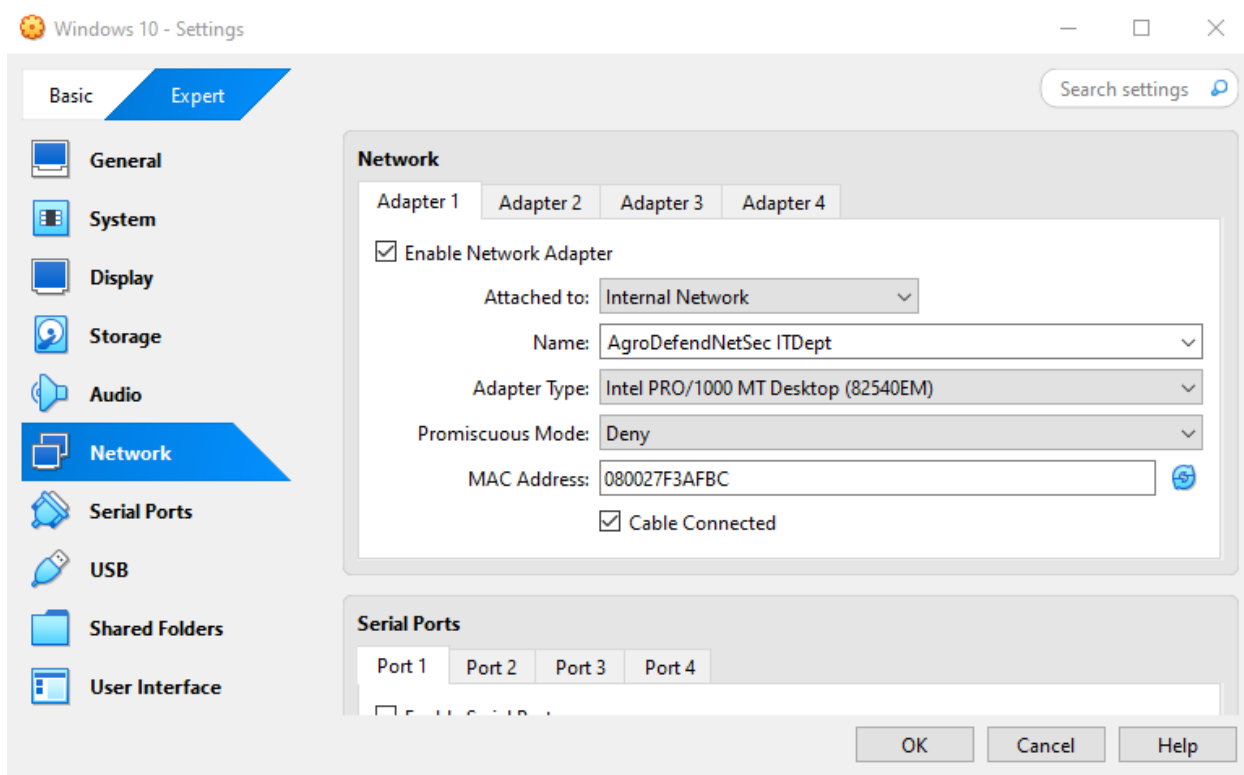 Windows 10 - Settings
Basic
Expert
Search settings
General
System
Display
Storage
Audio
Network
Serial Ports
USB
Shared Folders
User Interface
Network
Adapter 1 Adapter 2 Adapter 3 Adapter 4
Enable Network Adapter
Attached to: Internal Network
Name: AgroDefendNetSec ITDept
Adapter Type: Intel PRO/1000 MT Desktop (82540EM)
Promiscuous Mode: Deny
MAC Address: 080027F3AFBC
Cable Connected
Serial Ports
Port 1 Port 2 Port 3 Port 4
OK Cancel Help